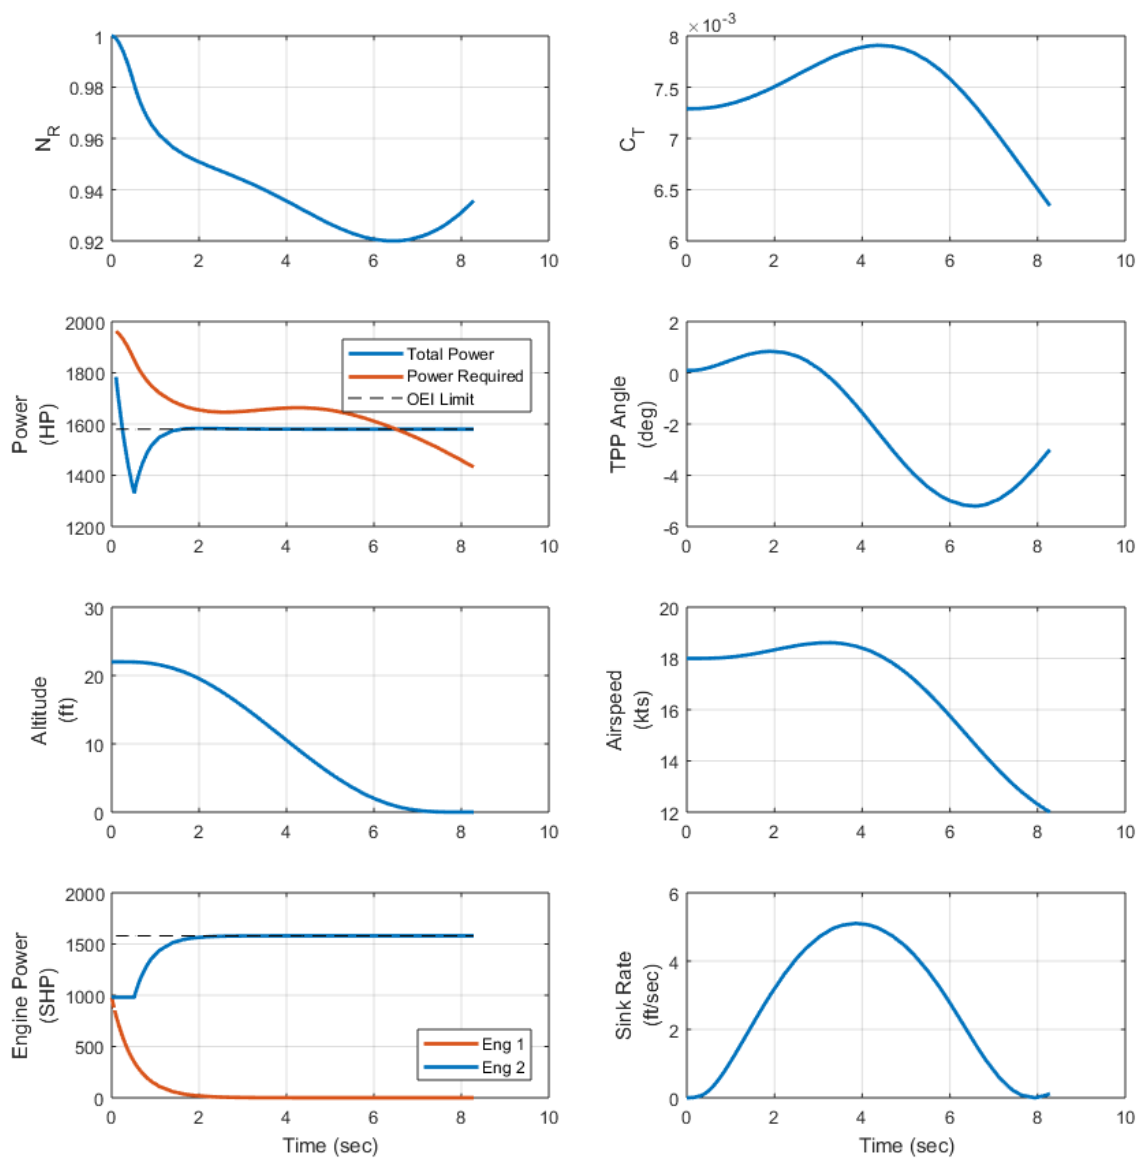 1
0.98
0.96
0.94
0.92
N_R
0 2 4 6 8 10
× 10^-3
8
7.5
7
6.5
6
C_T
0 2 4 6 8 10
2000
1800
1600
1400
1200
Power
(HP)
Total Power
Power Required
OEI Limit
0 2 4 6 8 10
2
0
-2
-4
-6
TPP Angle
(deg)
0 2 4 6 8 10
30
20
10
0
Altitude
(ft)
0 2 4 6 8 10
20
18
16
14
12
Airspeed
(kts)
0 2 4 6 8 10
2000
1500
1000
500
0
Engine Power
(SHP)
Eng 1
Eng 2
0 2 4 6 8 10
Time (sec)
6
4
2
0
Sink Rate
(ft/sec)
0 2 4 6 8 10
Time (sec)